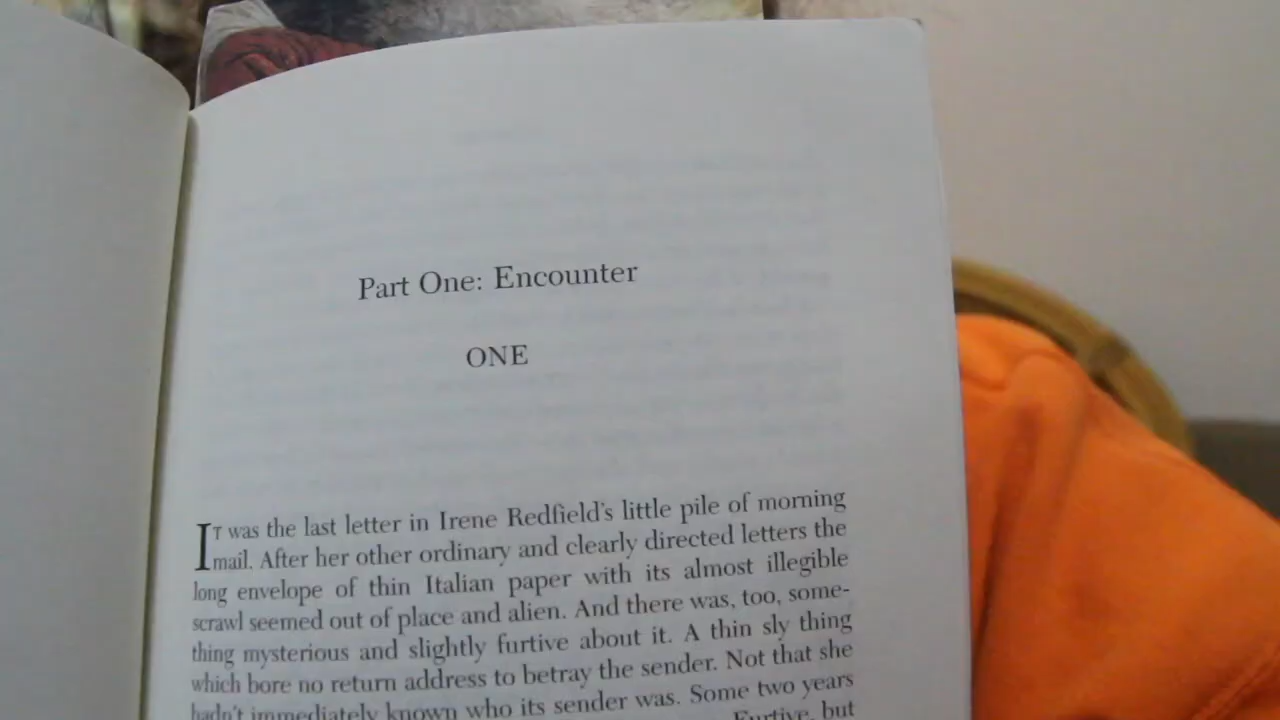 Part One: Encounter
ONE
IT was the last letter in Irene Redfield's little pile of morning
mail. After her other ordinary and clearly directed letters the
long envelope of thin Italian paper with its almost illegible
scrawl seemed out of place and alien. And there was, too, some-
thing mysterious and slightly furtive about it. A thin sly thing
which bore no return address to betray the sender. Not that she
hadn't immediately known who its sender was. Some two years
Furtive, but